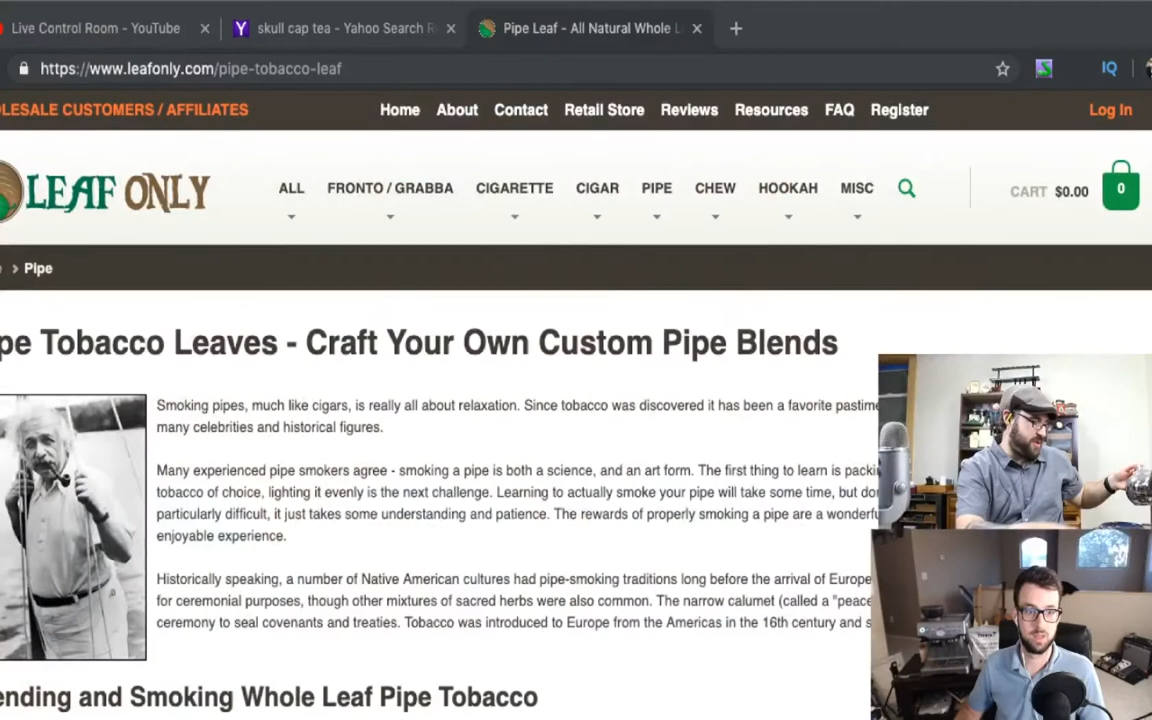 Live Control Room - YouTube
skull cap tea - Yahoo Search R
Pipe Leaf - All Natural Whole L
https://www.leafonly.com/pipe-tobacco-leaf
IQ
OLESALE CUSTOMERS / AFFILIATES
Home About Contact Retail Store Reviews Resources FAQ Register Log In
LEAF ONLY
ALL FRONTO / GRABBA CIGARETTE CIGAR PIPE CHEW HOOKAH MISC
CART $0.00 0
> Pipe
pe Tobacco Leaves - Craft Your Own Custom Pipe Blends
Smoking pipes, much like cigars, is really all about relaxation. Since tobacco was discovered it has been a favorite pastime
many celebrities and historical figures.
Many experienced pipe smokers agree - smoking a pipe is both a science, and an art form. The first thing to learn is packi
tobacco of choice, lighting it evenly is the next challenge. Learning to actually smoke your pipe will take some time, but do
particularly difficult, it just takes some understanding and patience. The rewards of properly smoking a pipe are a wonderfu
enjoyable experience.
Historically speaking, a number of Native American cultures had pipe-smoking traditions long before the arrival of Europe
for ceremonial purposes, though other mixtures of sacred herbs were also common. The narrow calumet (called a "peace
ceremony to seal covenants and treaties. Tobacco was introduced to Europe from the Americas in the 16th century and s
ending and Smoking Whole Leaf Pipe Tobacco